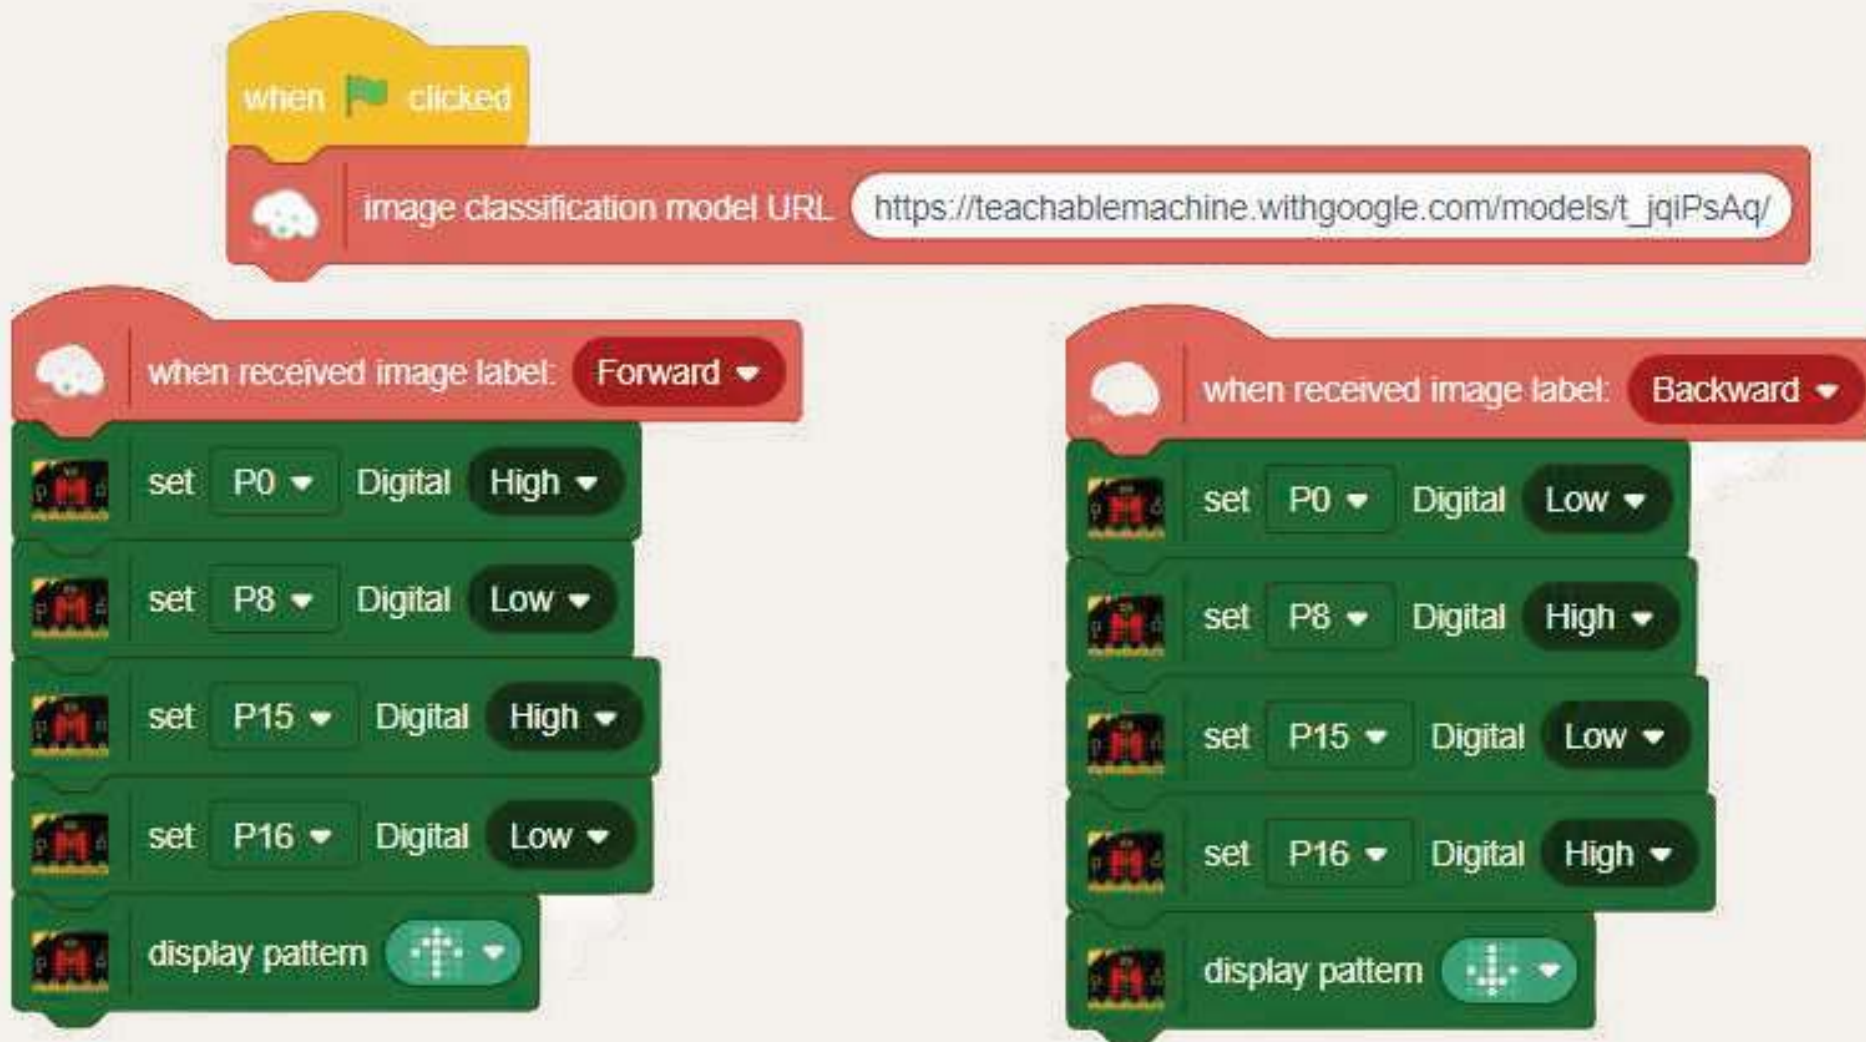 when clicked
image classification model URL https://teachablemachine.withgoogle.com/models/t_jqiPsAq/
when received image label: Forward
set P0 Digital High
set P8 Digital Low
set P15 Digital High
set P16 Digital Low
display pattern
when received image label: Backward
set P0 Digital Low
set P8 Digital High
set P15 Digital Low
set P16 Digital High
display pattern